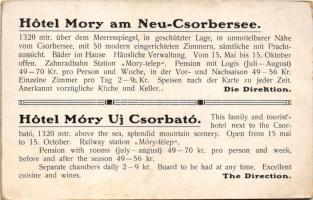 Hôtel Mory am Neu-Csorbersee.
1320 mtr. über dem Meeresspiegel, in geschützter Lage, in unmittelbarer Nähe
vom Csorbersee, mit 50 modern eingerichteten Zimmern, sämtliche mit Pracht-
aussicht. Bäder im Hause. Häuslische Verwaltung. Vom 15. Mai bis 15. Oktober
offen. Zahnradbahn Station „Mory-telep“. Pension mit Logis (Juli—August)
49—70 Kr. pro Person und Woche, in der Vor- und Nachsaison 49—56 Kr.
Einzelne Zimmer pro Tag 2—9 Kr. Speisen nach der Karte zu jeder Zeit.
Anerkannt vorzügliche Küche und Keller..
Die Direktion.
Hôtel Móry Uj Csorbató.
This family and tourist'-
hotel next to the Csor-
bató, 1320 mtr. above the sea, splendid mountain scenery. Open from 15 mai
to 15. October. Railway station „Móry-telep“.
Pension with rooms (july—august) 49—70 kr. pro person and week,
before and after the season 49—56 kr.
Separate chambers daily 2—9 kr. Board to be had at any time. Excellent
cuisine and wines.
The Direction.